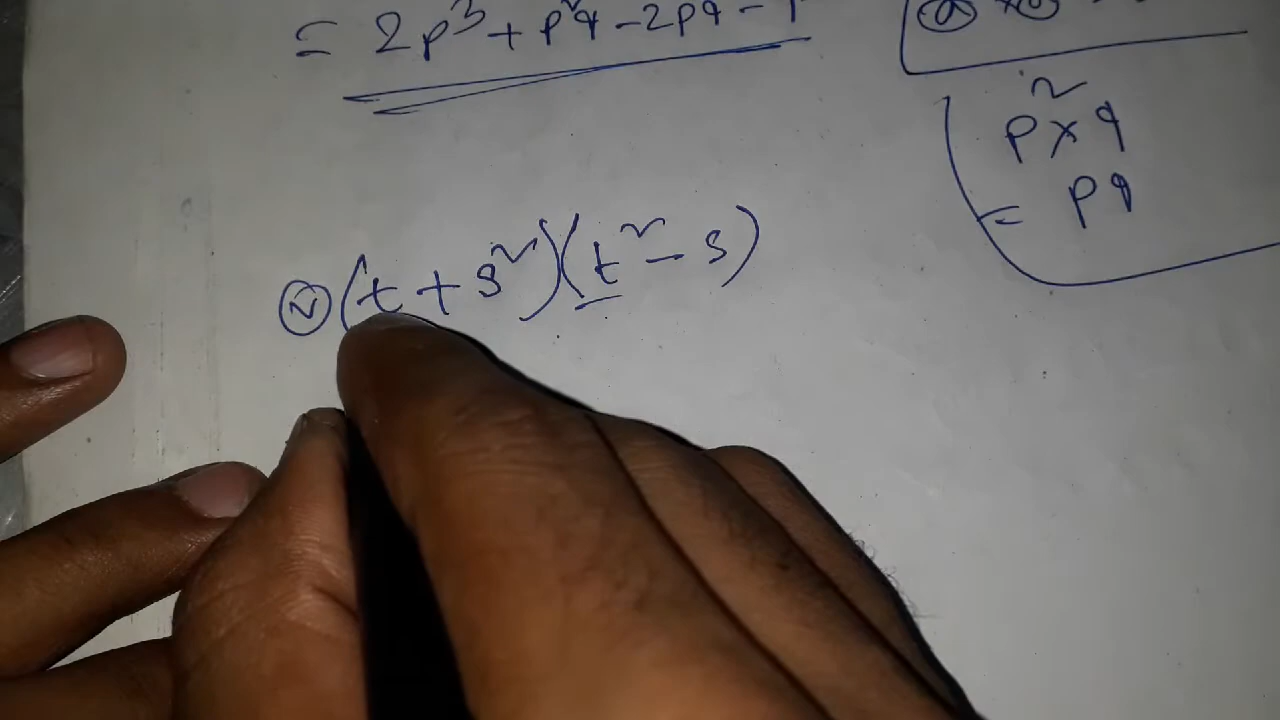 = 2p³ + p²q - 2pq -
p² × q
= pq
(t + s²)(t² - s)